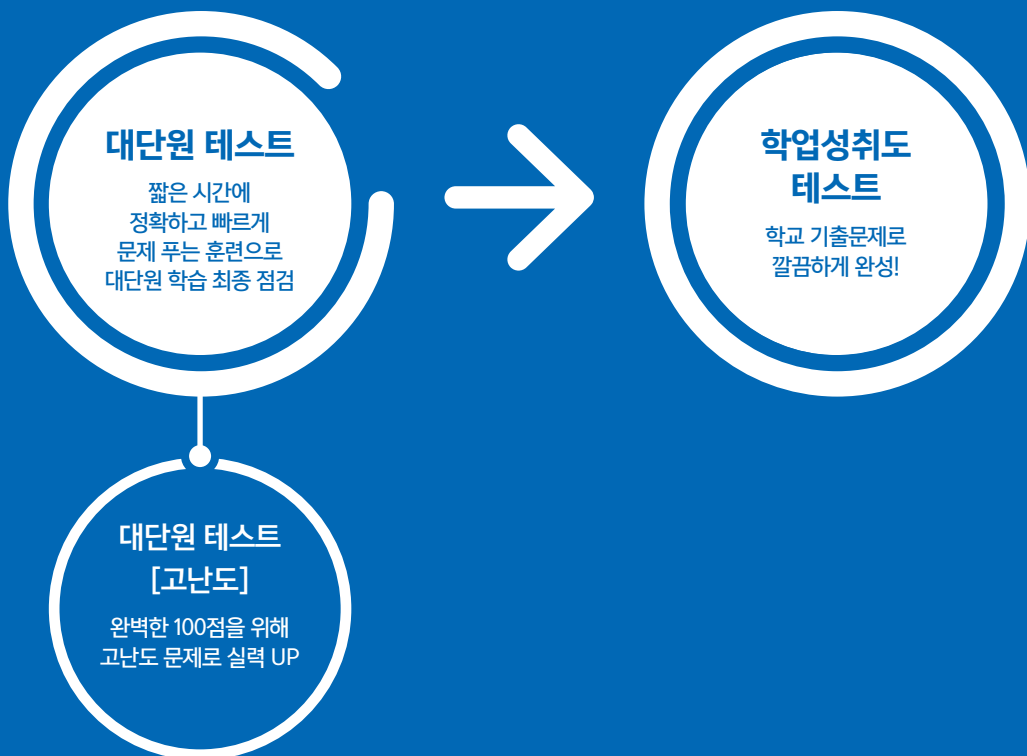 대단원 테스트
짧은 시간에
정확하고 빠르게
문제 푸는 훈련으로
대단원 학습 최종 점검
학업성취도
테스트
학교 기출문제로
깔끔하게 완성!
대단원 테스트
[고난도]
완벽한 100점을 위해
고난도 문제로 실력 UP